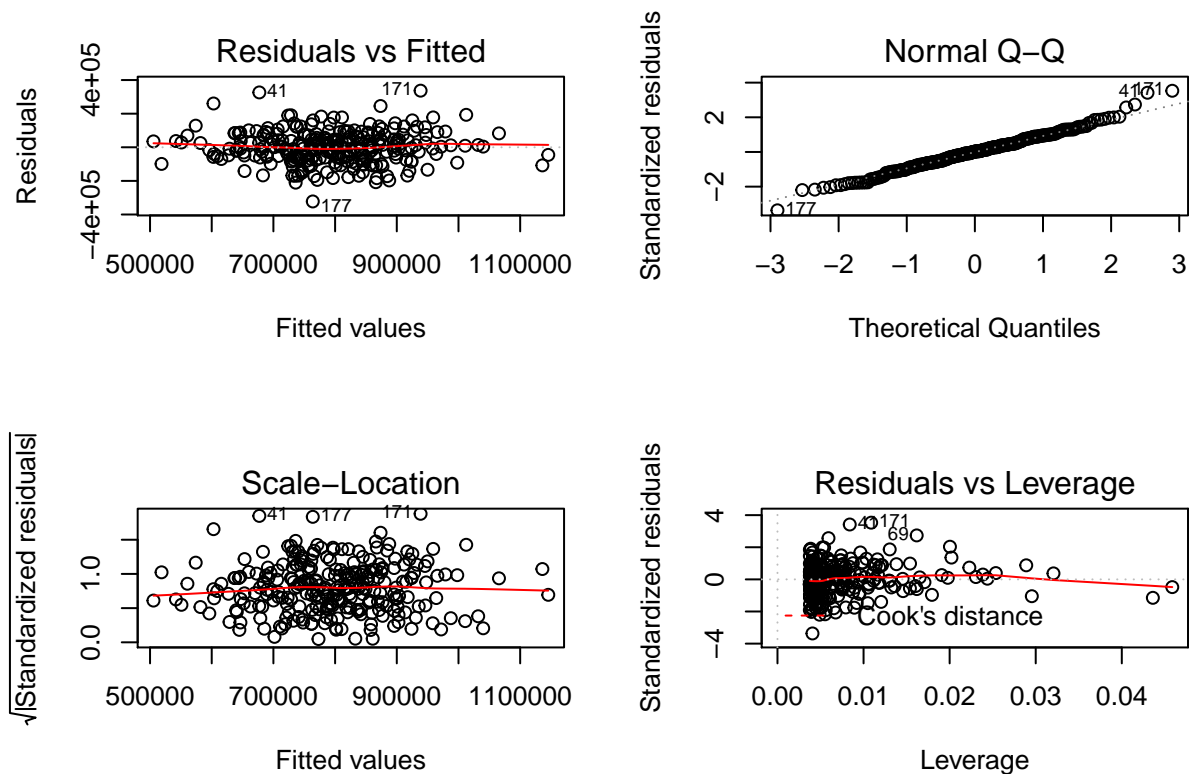 Residuals vs Fitted
Residuals
−4e+05
4e+05
41
171
177
500000 700000 900000 1100000
Fitted values
Normal Q−Q
Standardized residuals
−2
2
41
171
177
−3 −2 −1 0 1 2 3
Theoretical Quantiles
Scale−Location
√|Standardized residuals|
0.0
1.0
41
177
171
500000 700000 900000 1100000
Fitted values
Residuals vs Leverage
Standardized residuals
−4
0
4
41
171
69
Cook's distance
0.00 0.01 0.02 0.03 0.04
Leverage